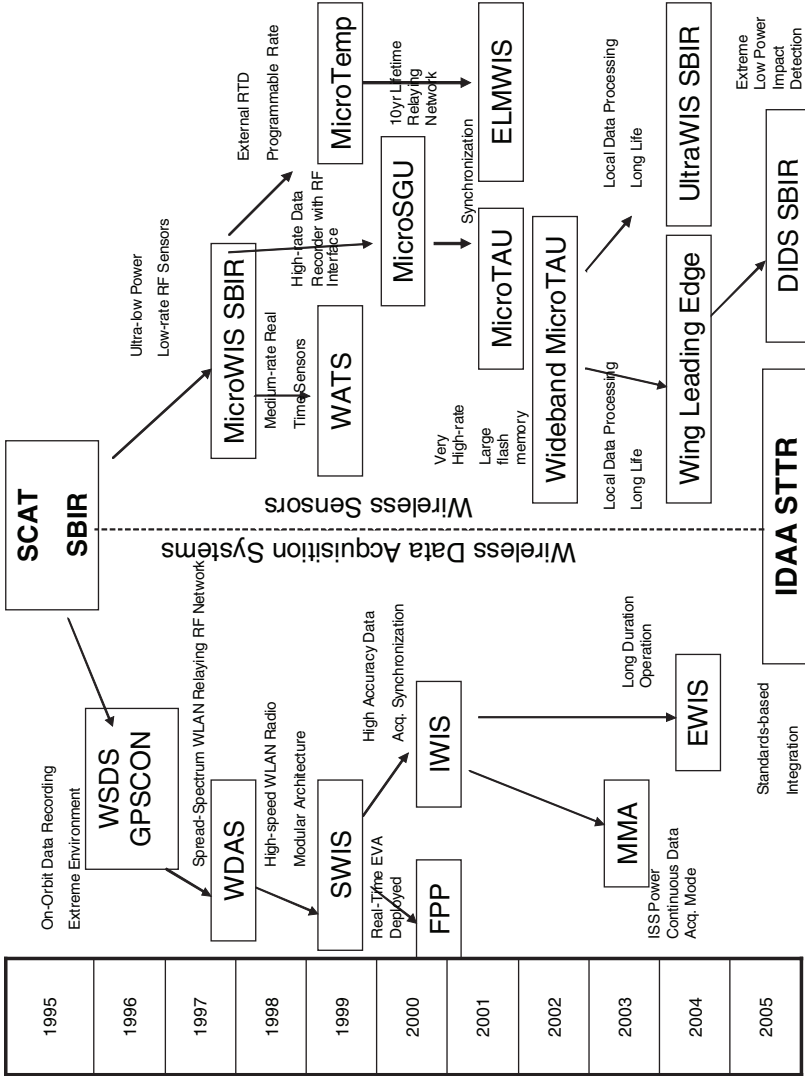 1995
1996
1997
1998
1999
2000
2001
2002
2003
2004
2005
SCAT
SBIR
Wireless Data Acquisition Systems
Wireless Sensors
On-Orbit Data Recording
Extreme Environment
WSDS
GPSCON
Spread-Spectrum WLAN Relaying RF Network
WDAS
High-speed WLAN Radio
Modular Architecture
SWIS
Real-Time EVA
Deployed
FPP
High Accuracy Data
Acq. Synchronization
IWIS
ISS Power
Continuous Data
Acq. Mode
MMA
Long Duration
Operation
EWIS
Standards-based
Integration
IDAA STTR
Ultra-low Power
Low-rate RF Sensors
MicroWIS SBIR
Medium-rate Real
Time Sensors
WATS
High-rate Data
Recorder with RF
Interface
MicroSGU
External RTD
Programmable Rate
MicroTemp
10yr Lifetime
Relaying
Network
ELMWIS
Synchronization
MicroTAU
Very
High-rate
Large
flash
memory
Wideband MicroTAU
Local Data Processing
Long Life
Wing Leading Edge
Local Data Processing
Long Life
UltraWIS SBIR
Extreme
Low Power
Impact
Detection
DIDS SBIR